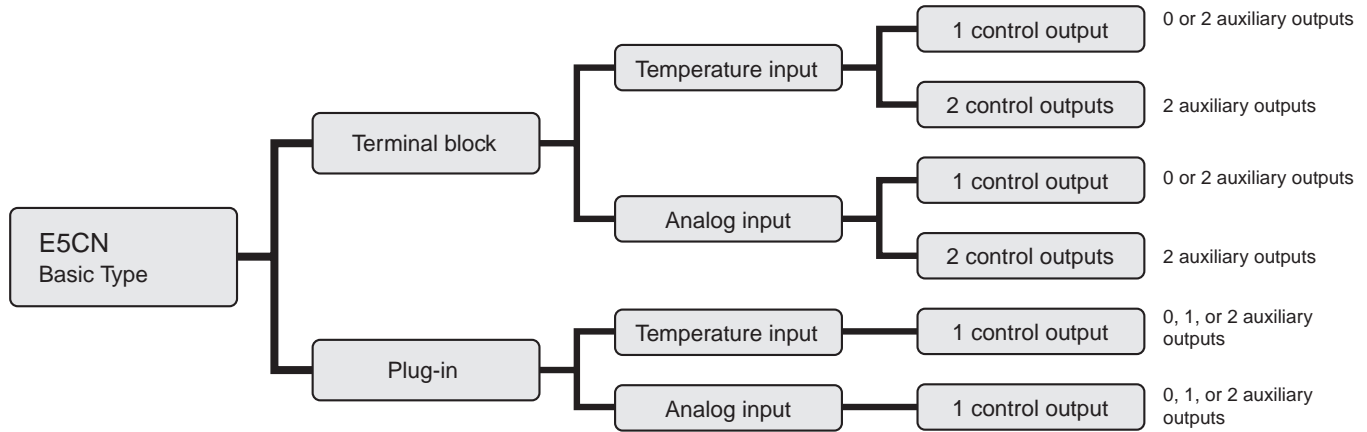 E5CN
Basic Type
Terminal block
Temperature input
1 control output
0 or 2 auxiliary outputs
2 control outputs
2 auxiliary outputs
Analog input
1 control output
0 or 2 auxiliary outputs
2 control outputs
2 auxiliary outputs
Plug-in
Temperature input
1 control output
0, 1, or 2 auxiliary
outputs
Analog input
1 control output
0, 1, or 2 auxiliary
outputs